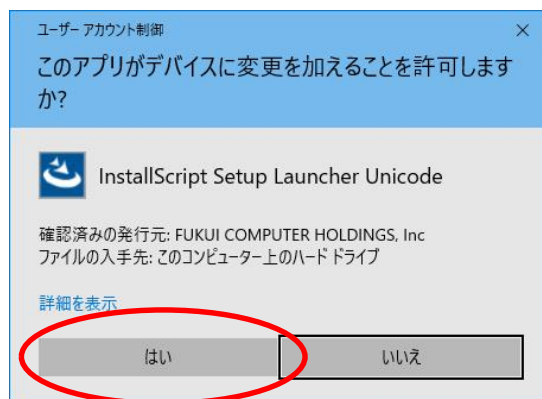 ユーザー アカウント制御
このアプリがデバイスに変更を加えることを許可します
か?
InstallScript Setup Launcher Unicode
確認済みの発行元: FUKUI COMPUTER HOLDINGS, Inc
ファイルの入手先: このコンピューター上のハード ドライブ
詳細を表示
はい
いいえ